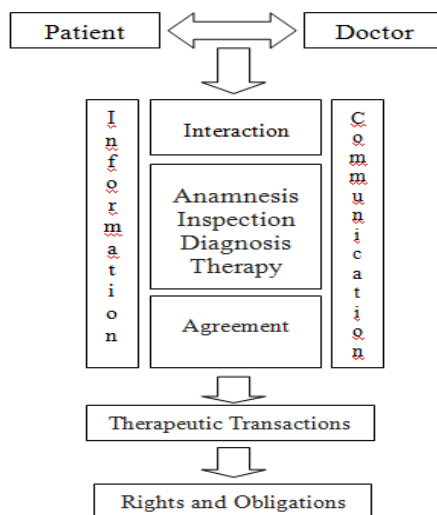 Patient
Doctor
Information
Interaction
Communication
Anamnesis
Inspection
Diagnosis
Therapy
Agreement
Therapeutic Transactions
Rights and Obligations